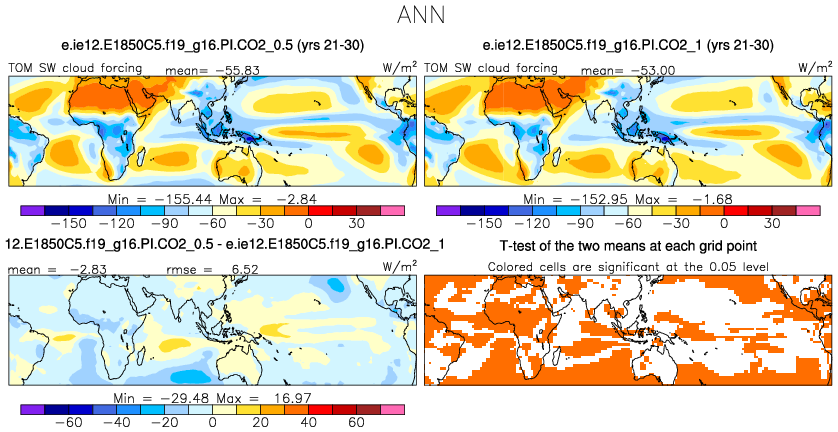 ANN
e.ie12.E1850C5.f19_g16.PI.CO2_0.5 (yrs 21-30)
TOM SW cloud forcing mean= -55.83 W/m2
Min = -155.44 Max = -2.84
-150 -120 -90 -60 -30 0 30
e.ie12.E1850C5.f19_g16.PI.CO2_1 (yrs 21-30)
TOM SW cloud forcing mean= -53.00 W/m2
Min = -152.95 Max = -1.68
-150 -120 -90 -60 -30 0 30
12.E1850C5.f19_g16.PI.CO2_0.5 - e.ie12.E1850C5.f19_g16.PI.CO2_1
mean = -2.83 rmse = 6.52 W/m2
Min = -29.48 Max = 16.97
-60 -40 -20 0 20 40 60
T-test of the two means at each grid point
Colored cells are significant at the 0.05 level